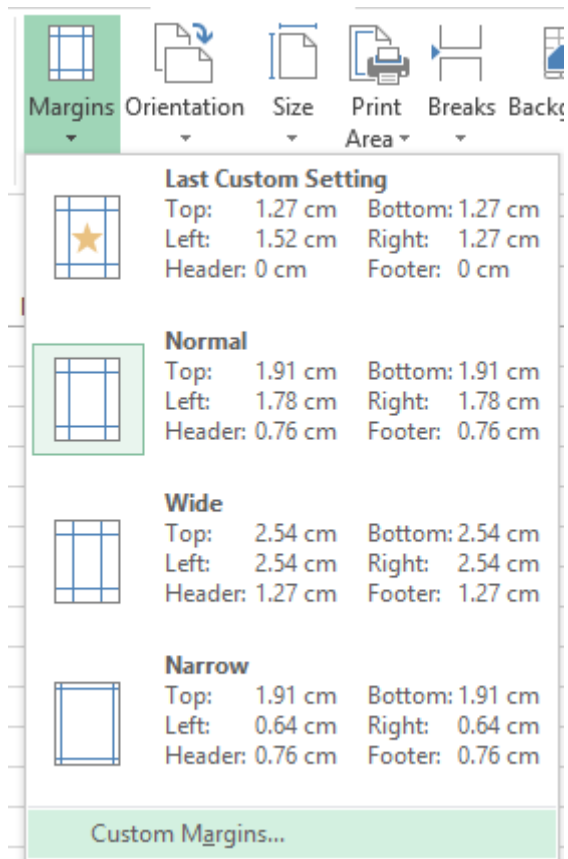 Margins Orientation Size Print Breaks
Area
Last Custom Setting
Top: 1.27 cm Bottom: 1.27 cm
Left: 1.52 cm Right: 1.27 cm
Header: 0 cm Footer: 0 cm
Normal
Top: 1.91 cm Bottom: 1.91 cm
Left: 1.78 cm Right: 1.78 cm
Header: 0.76 cm Footer: 0.76 cm
Wide
Top: 2.54 cm Bottom: 2.54 cm
Left: 2.54 cm Right: 2.54 cm
Header: 1.27 cm Footer: 1.27 cm
Narrow
Top: 1.91 cm Bottom: 1.91 cm
Left: 0.64 cm Right: 0.64 cm
Header: 0.76 cm Footer: 0.76 cm
Custom Margins...